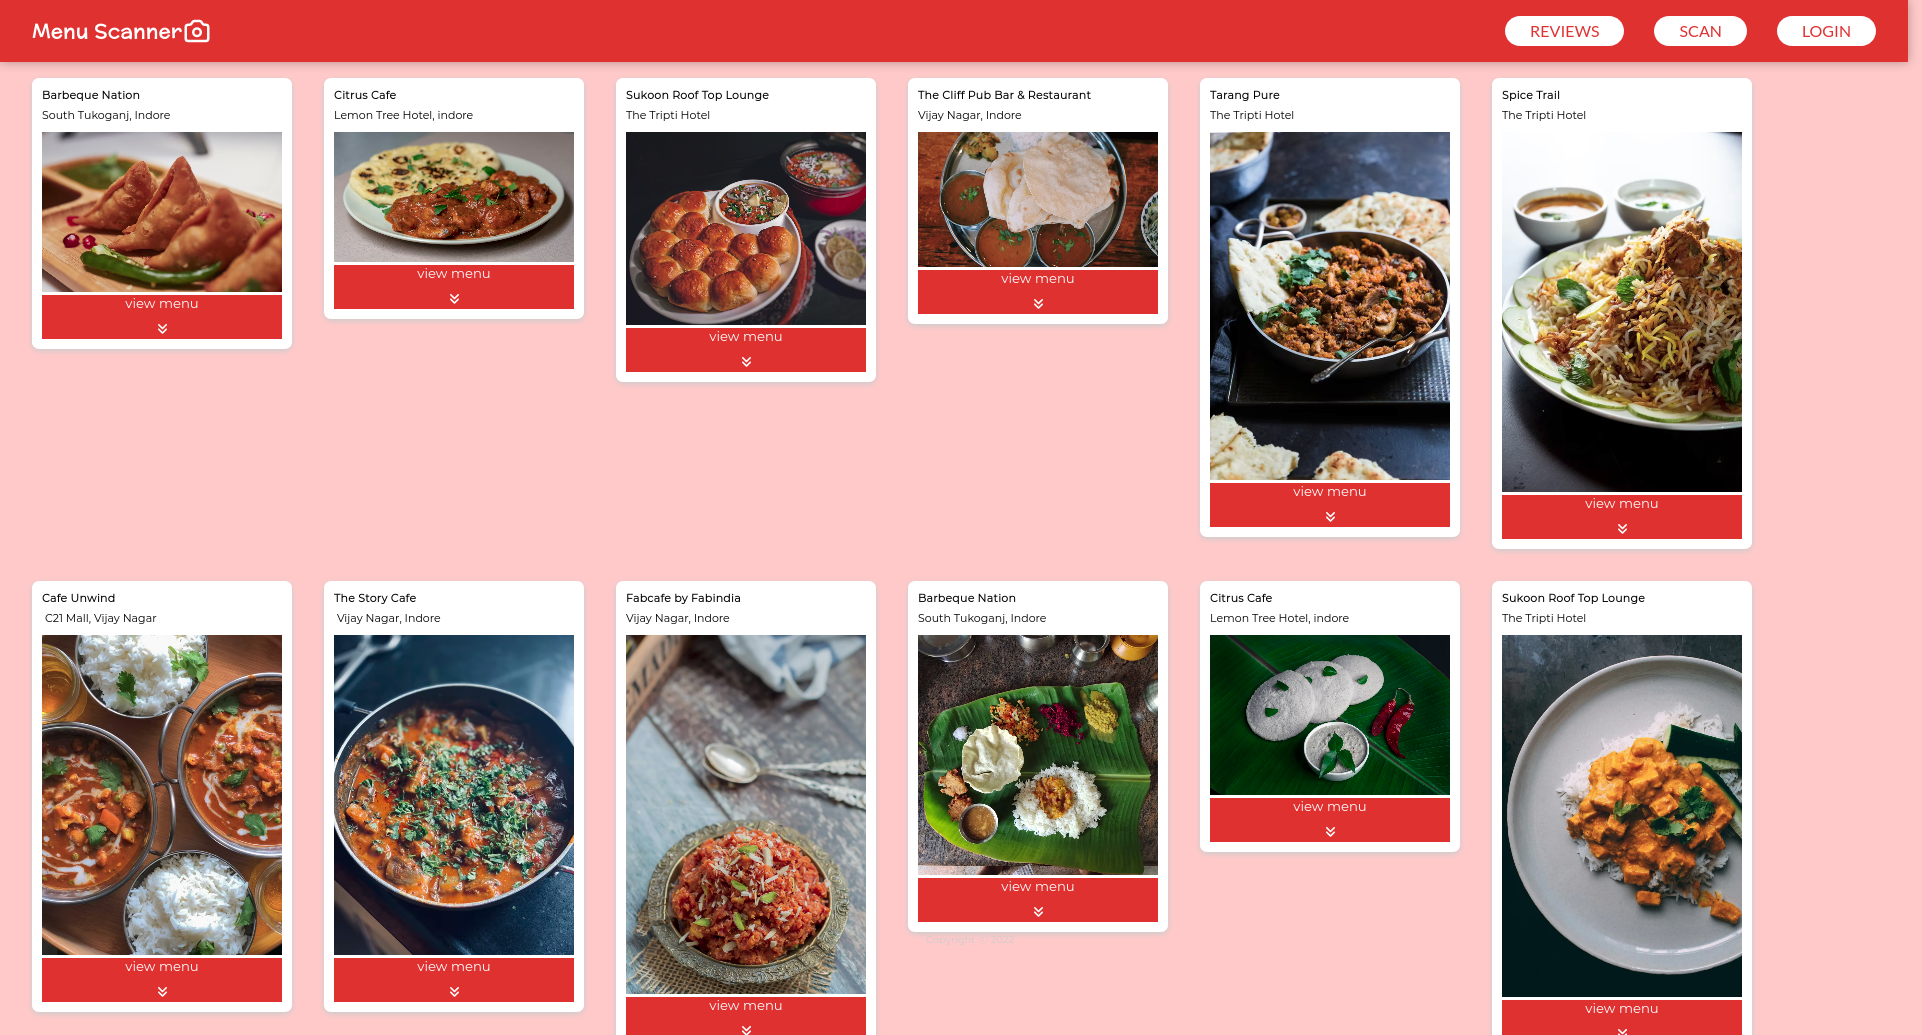 Menu Scanner
REVIEWS
SCAN
LOGIN
Barbeque Nation
South Tukoganj, Indore
view menu
Citrus Cafe
Lemon Tree Hotel, indore
view menu
Sukoon Roof Top Lounge
The Tripti Hotel
view menu
The Cliff Pub Bar & Restaurant
Vijay Nagar, Indore
view menu
Tarang Pure
The Tripti Hotel
view menu
Spice Trail
The Tripti Hotel
view menu
Cafe Unwind
C21 Mall, Vijay Nagar
view menu
The Story Cafe
Vijay Nagar, Indore
view menu
Fabcafe by Fabindia
Vijay Nagar, Indore
view menu
Barbeque Nation
South Tukoganj, Indore
view menu
Copyright © 2022
Citrus Cafe
Lemon Tree Hotel, indore
view menu
Sukoon Roof Top Lounge
The Tripti Hotel
view menu